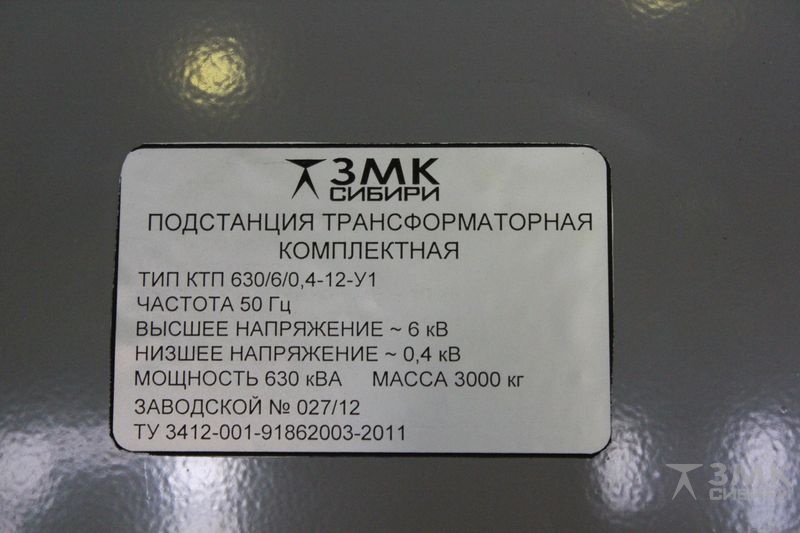 ЗМК
СИБИРИ
ПОДСТАНЦИЯ ТРАНСФОРМАТОРНАЯ
КОМПЛЕКТНАЯ
ТИП КТП 630/6/0,4-12-У1
ЧАСТОТА 50 Гц
ВЫСШЕЕ НАПРЯЖЕНИЕ ~ 6 кВ
НИЗШЕЕ НАПРЯЖЕНИЕ ~ 0,4 кВ
МОЩНОСТЬ 630 кВА МАССА 3000 кг
ЗАВОДСКОЙ № 027/12
ТУ 3412-001-91862003-2011
ЗМК
СИБИРИ